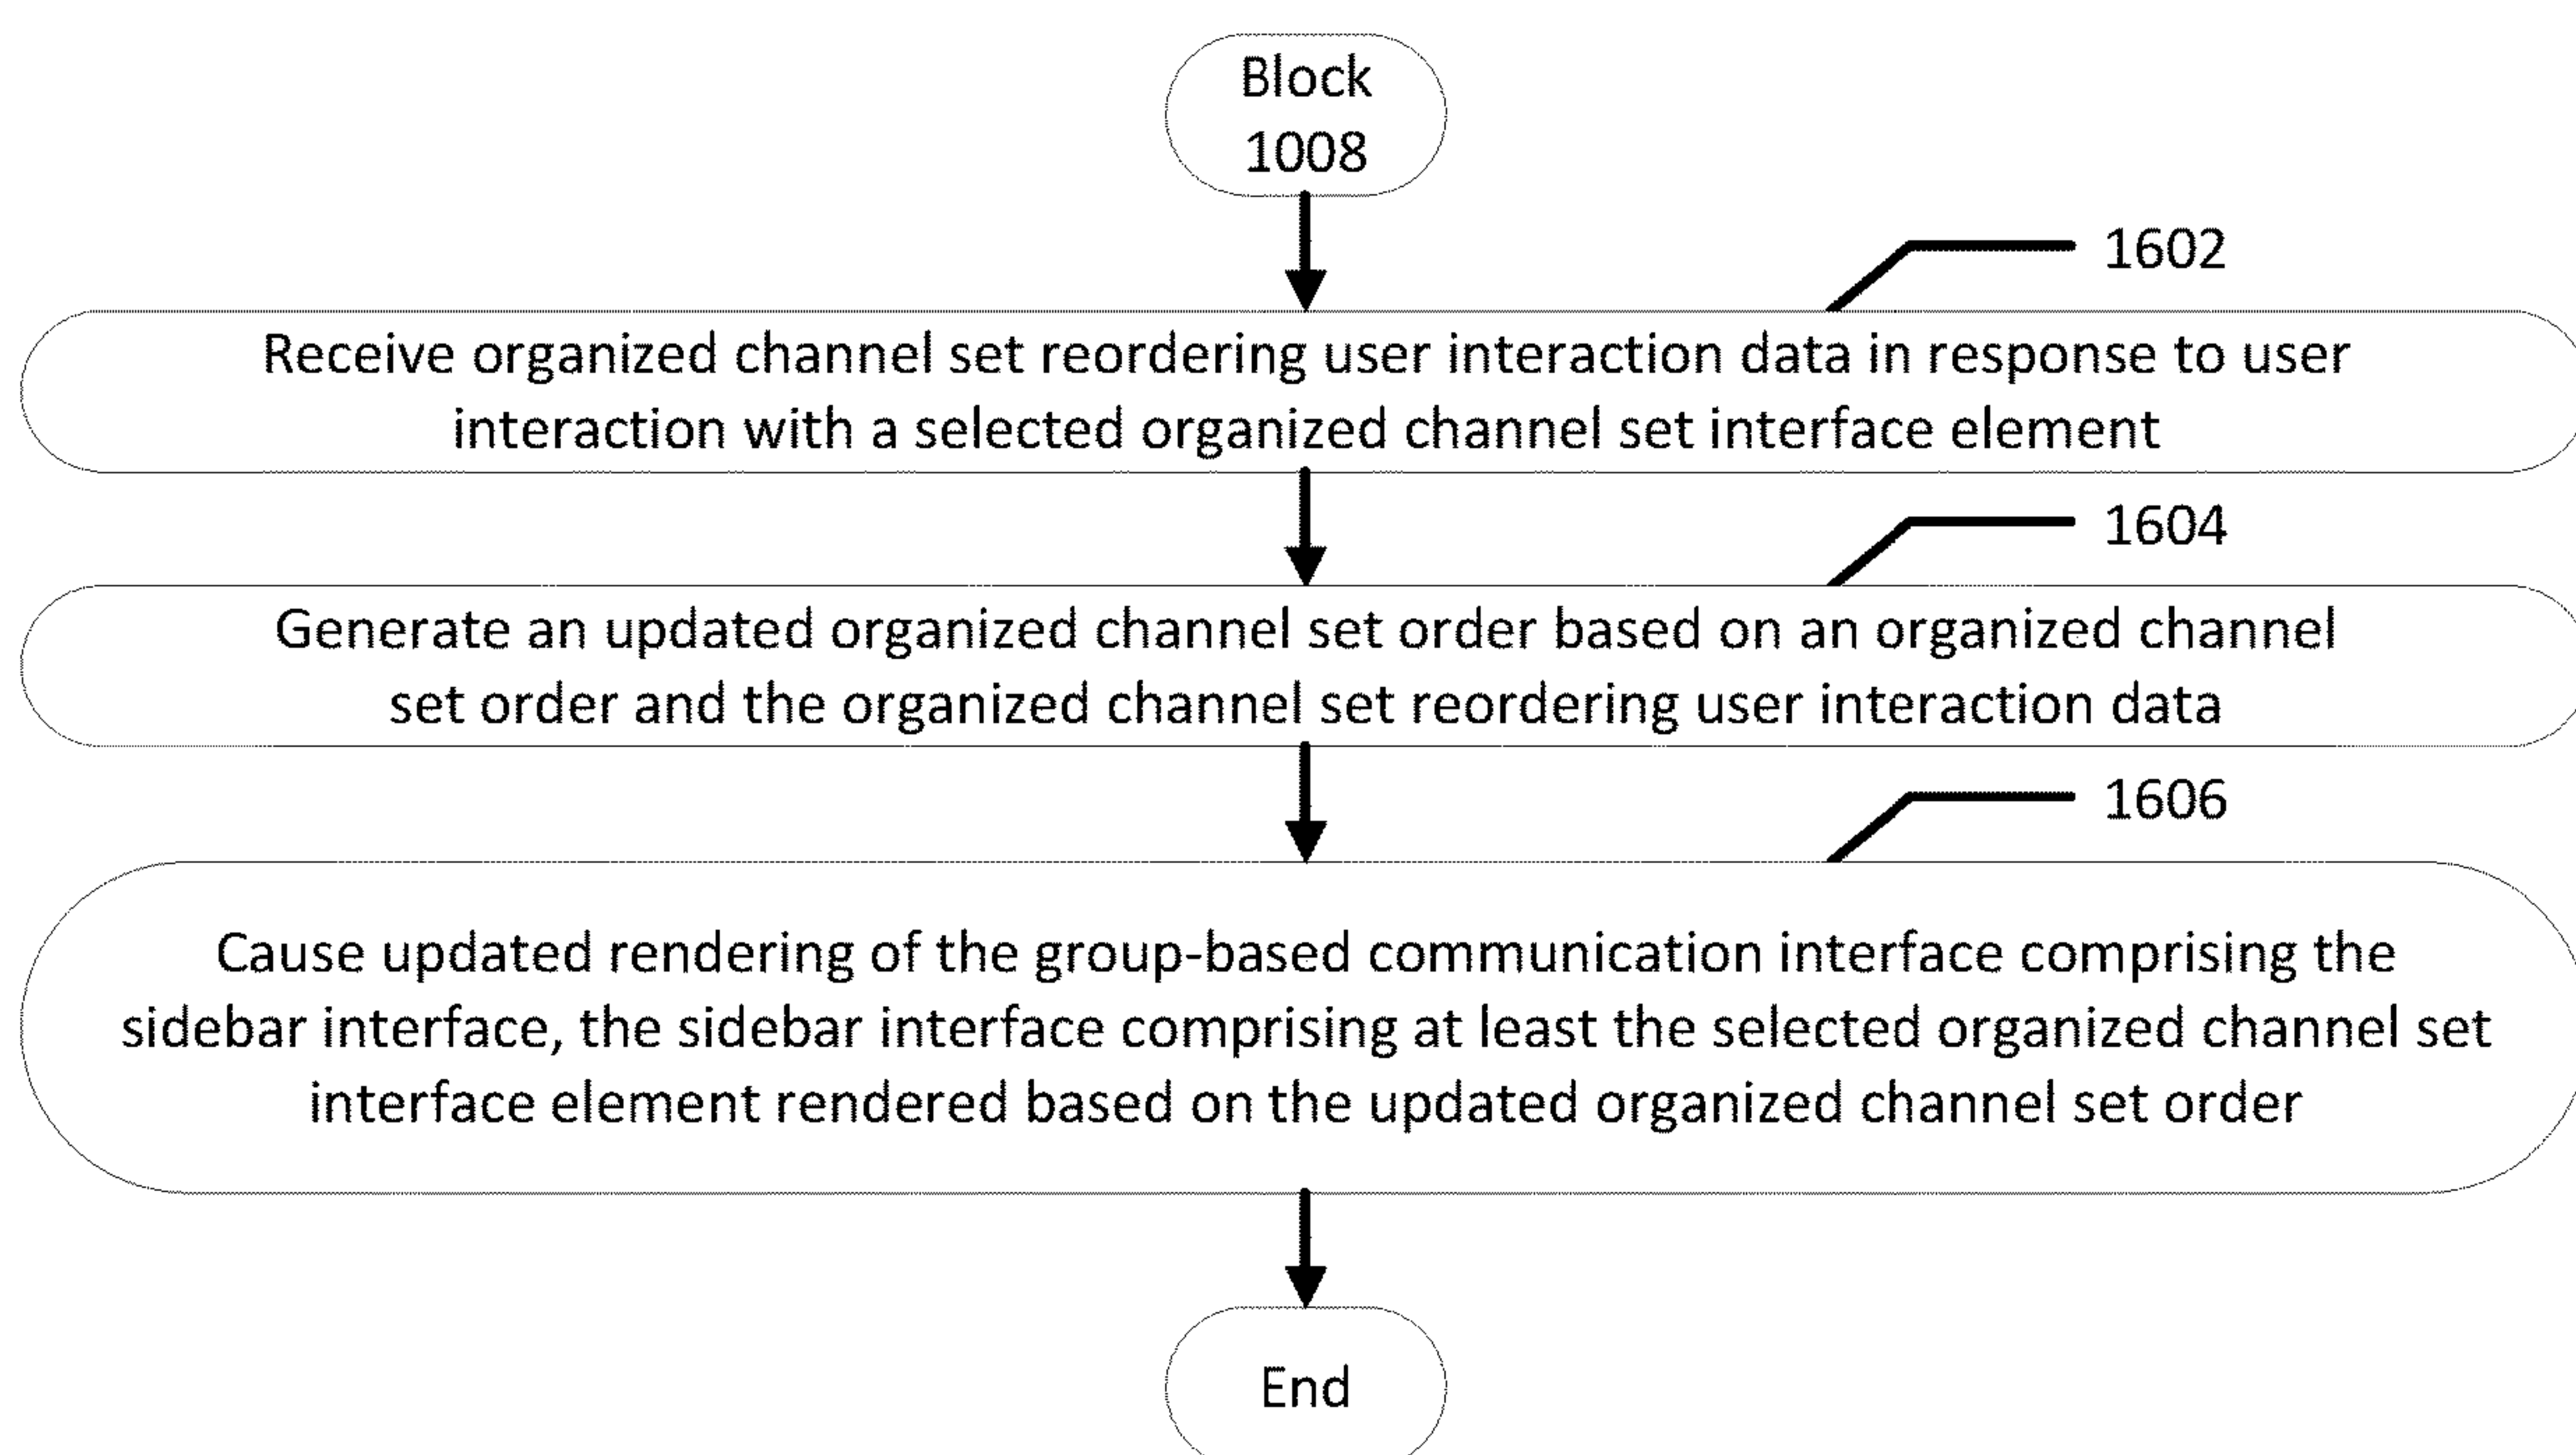 Block
1008
1602
Receive organized channel set reordering user interaction data in response to user
interaction with a selected organized channel set interface element
1604
Generate an updated organized channel set order based on an organized channel
set order and the organized channel set reordering user interaction data
1606
Cause updated rendering of the group-based communication interface comprising the
sidebar interface, the sidebar interface comprising at least the selected organized channel set
interface element rendered based on the updated organized channel set order
End